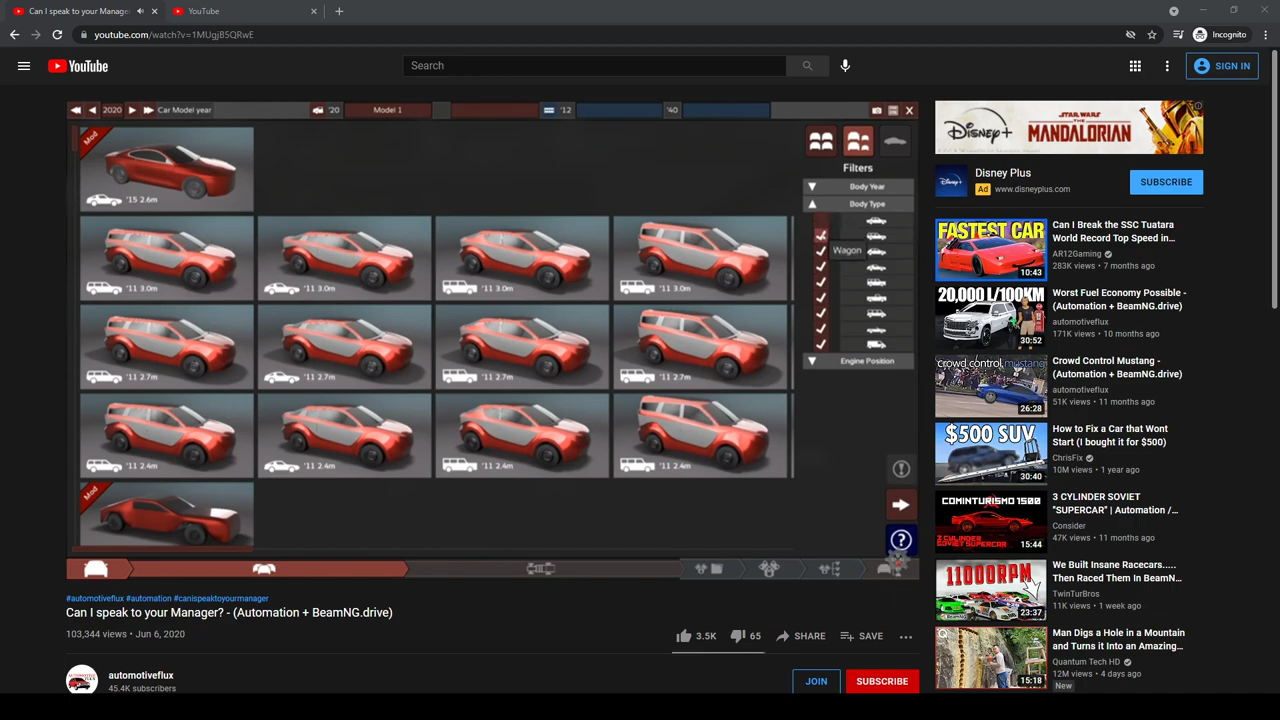 Can I speak to your Manage
YouTube
youtube.com/watch?v=1MUgjB5QRwE
Incognito
YouTube
Search
SIGN IN
2020
Car Model year
'20
Model 1
'12
'40
Mod
'15 2.6m
'11 3.0m
'11 3.0m
'11 3.0m
'11 3.0m
'11 2.7m
'11 2.7m
'11 2.7m
'11 2.7m
'11 2.4m
'11 2.4m
'11 2.4m
'11 2.4m
Mod
Filters
Body Year
Body Type
Wagon
Engine Position
#automotiveflux #automation #canispeaktoyourmanager
Can I speak to your Manager? - (Automation + BeamNG.drive)
103,344 views • Jun 6, 2020
3.5K
65
SHARE
SAVE
automotiveflux
45.4K subscribers
JOIN
SUBSCRIBE
Disney+
STAR WARS
THE
MANDALORIAN
Disney+
Disney Plus
Ad www.disneyplus.com
SUBSCRIBE
FASTEST CAR
10:43
Can I Break the SSC Tuatara
World Record Top Speed in...
AR12Gaming
283K views • 7 months ago
20,000 L/100KM
30:52
Worst Fuel Economy Possible -
(Automation + BeamNG.drive)
automotiveflux
171K views • 10 months ago
crowd control mustang
26:28
Crowd Control Mustang -
(Automation + BeamNG.drive)
automotiveflux
51K views • 11 months ago
$500 SUV
30:40
How to Fix a Car that Wont
Start (I bought it for $500)
ChrisFix
10M views • 1 year ago
COMINTURISMO 1500
3 CYLINDER SOVIET SUPERCAR
15:44
3 CYLINDER SOVIET
"SUPERCAR" | Automation /...
Consider
47K views • 11 months ago
11000RPM
23:37
We Built Insane Racecars.....
Then Raced Them In BeamN...
TwinTurBros
11K views • 1 week ago
Q
15:18
Man Digs a Hole in a Mountain
and Turns it Into an Amazing...
Quantum Tech HD
12M views • 4 days ago
New